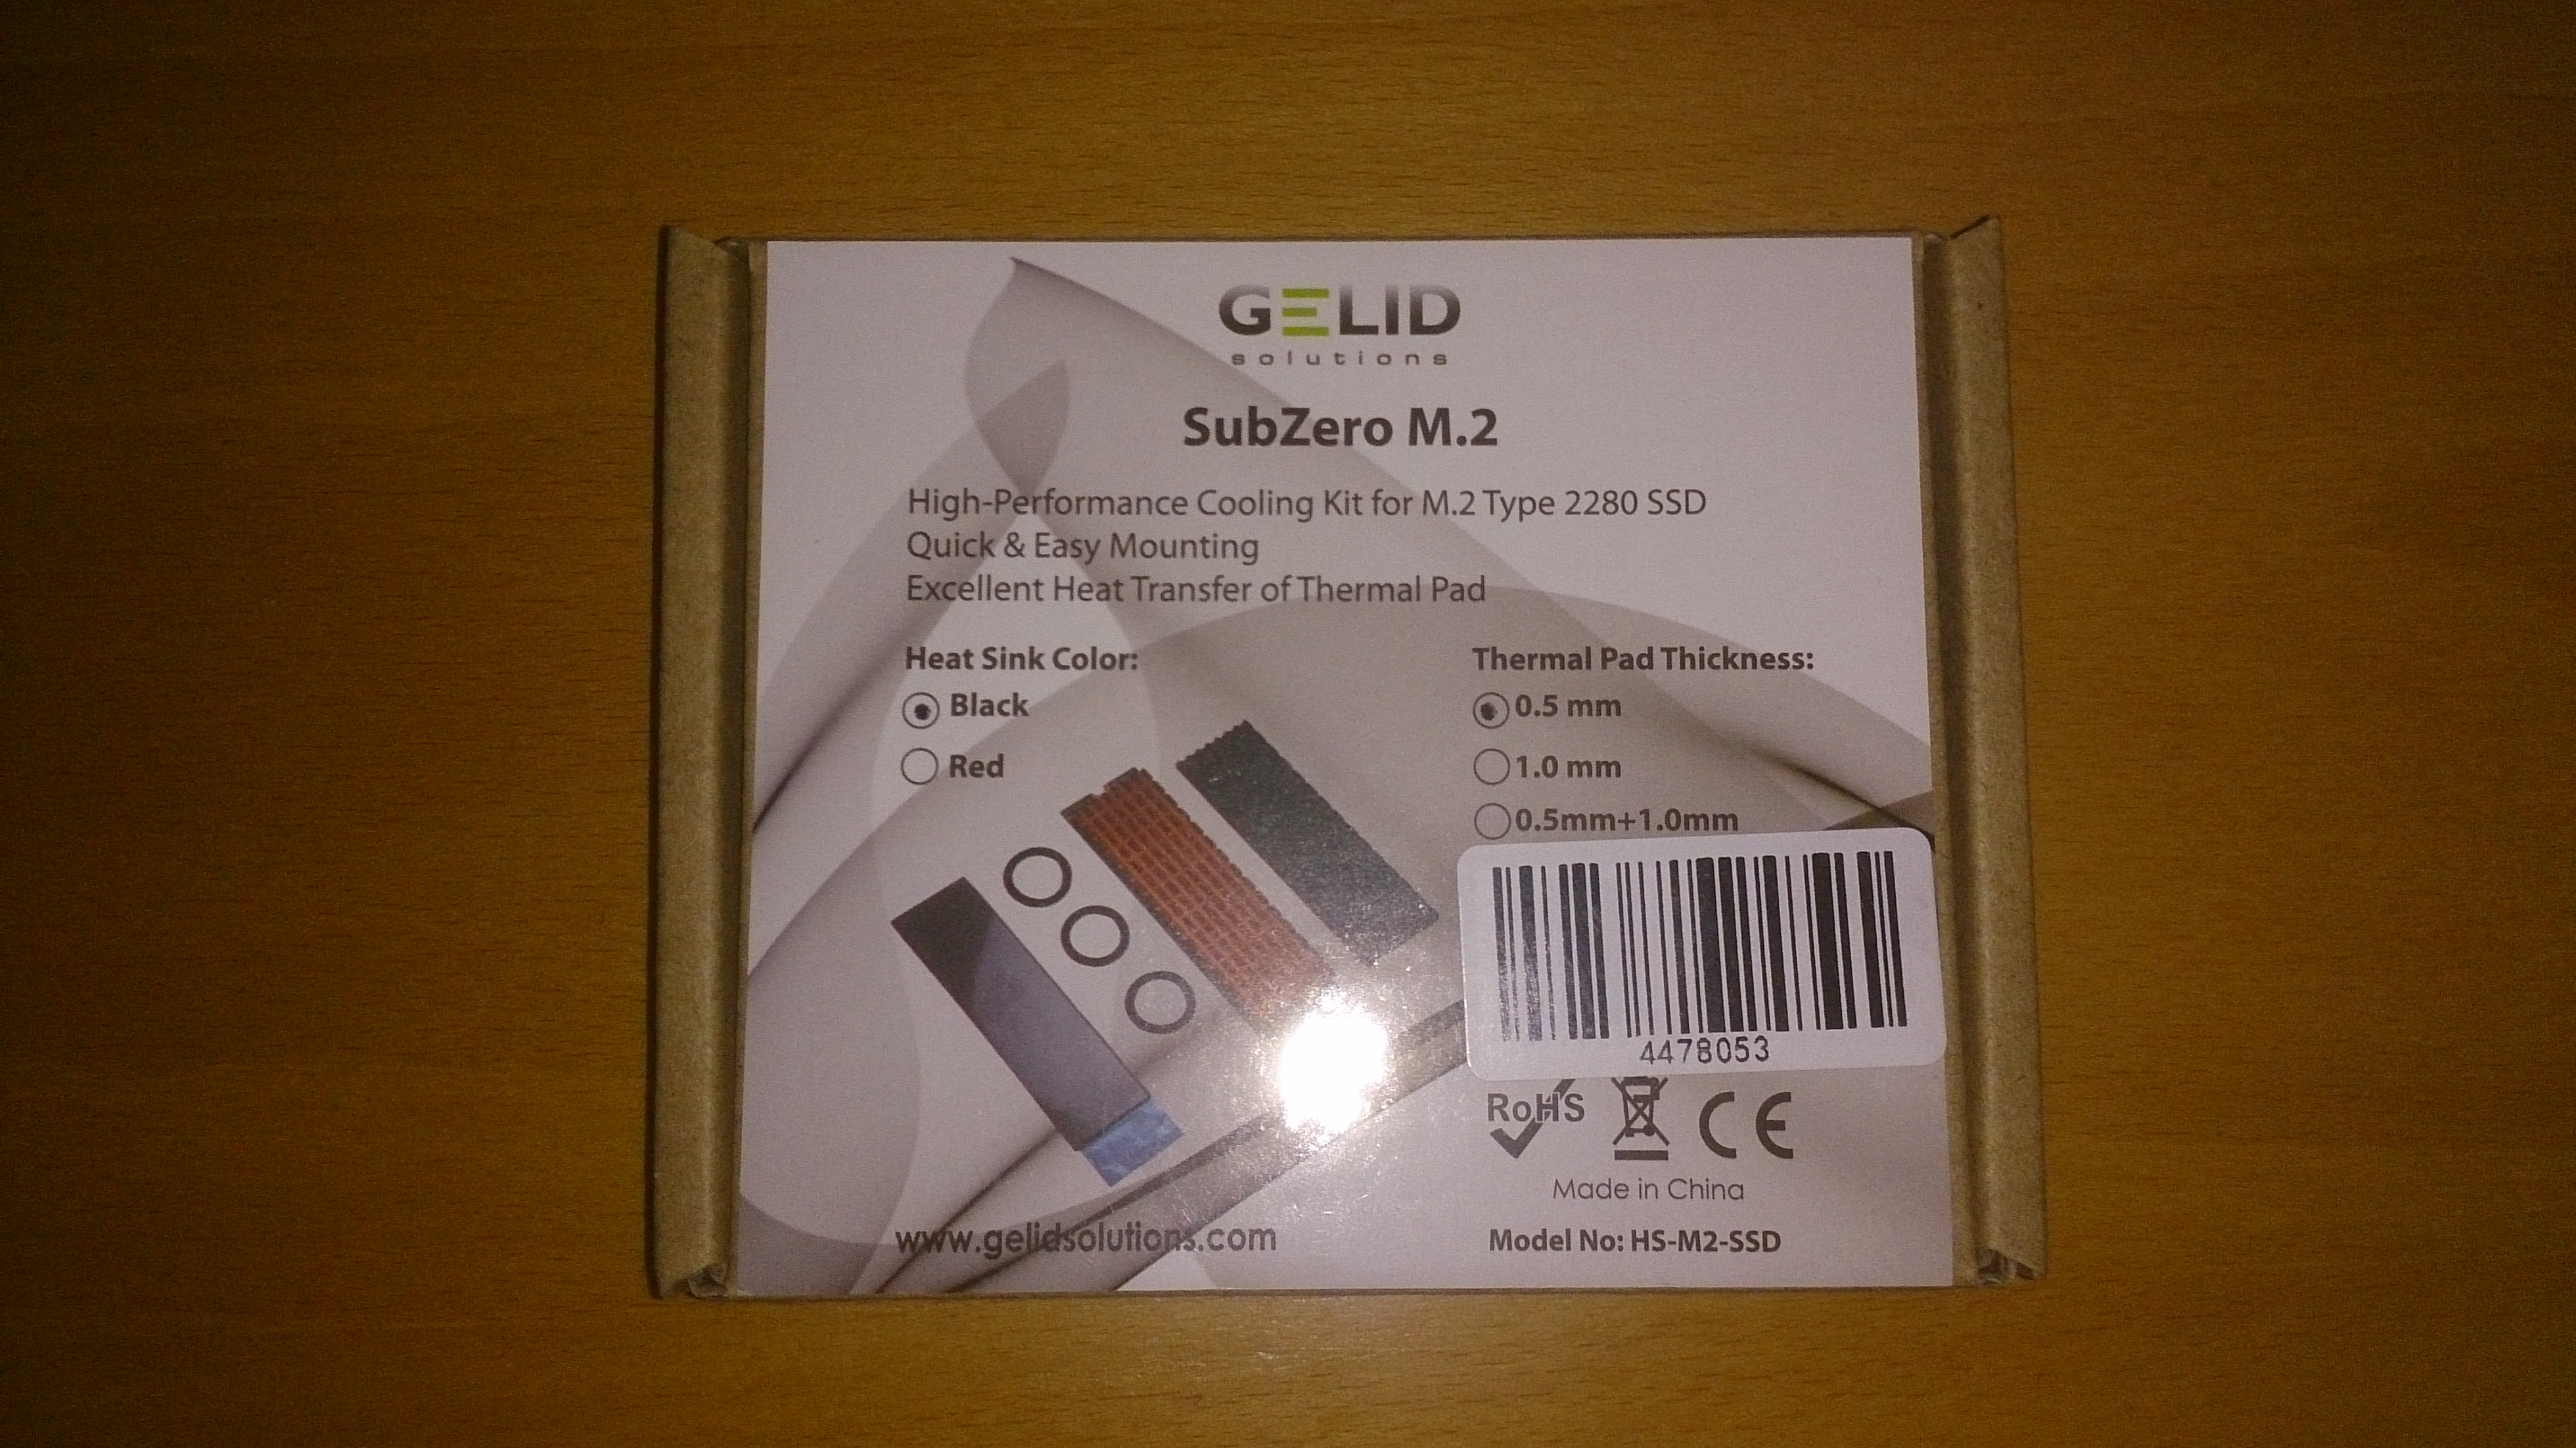 GELID
solutions
SubZero M.2
High-Performance Cooling Kit for M.2 Type 2280 SSD
Quick & Easy Mounting
Excellent Heat Transfer of Thermal Pad
Heat Sink Color:
Black
Red
Thermal Pad Thickness:
0.5 mm
1.0 mm
0.5mm+1.0mm
4478053
RoHS
CE
Made in China
www.gelidsolutions.com
Model No: HS-M2-SSD